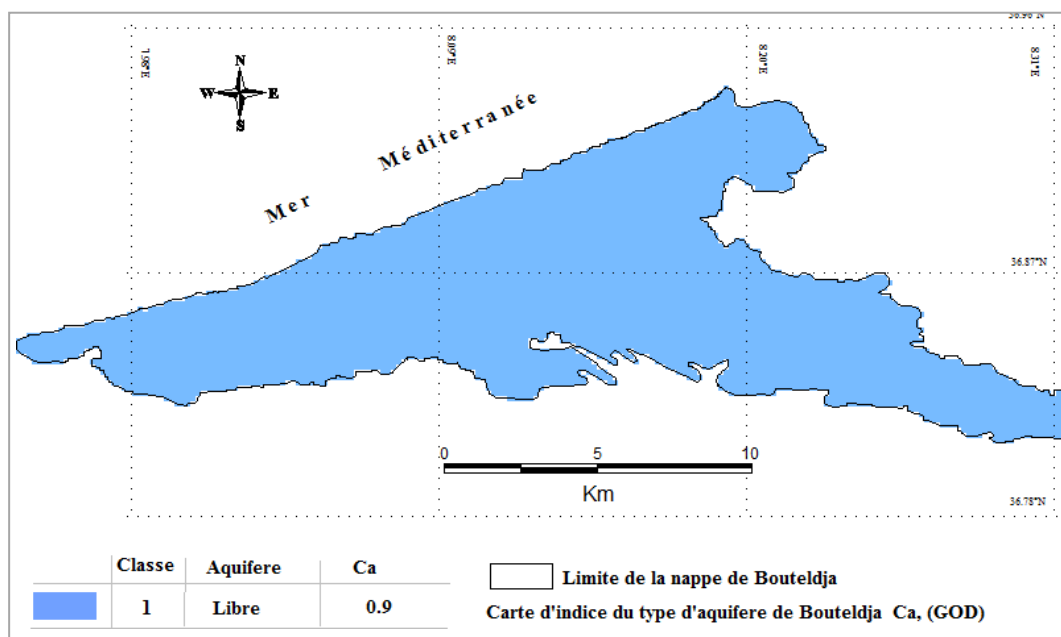 36.96°N
7.98°E
8.09°E
8.20°E
8.31°E
N
W E
S
Mer Méditerranée
36.87°N
0 5 10
Km
36.78°N
Classe Aquifere Ca
1 Libre 0.9
Limite de la nappe de Bouteldja
Carte d'indice du type d'aquifere de Bouteldja Ca, (GOD)